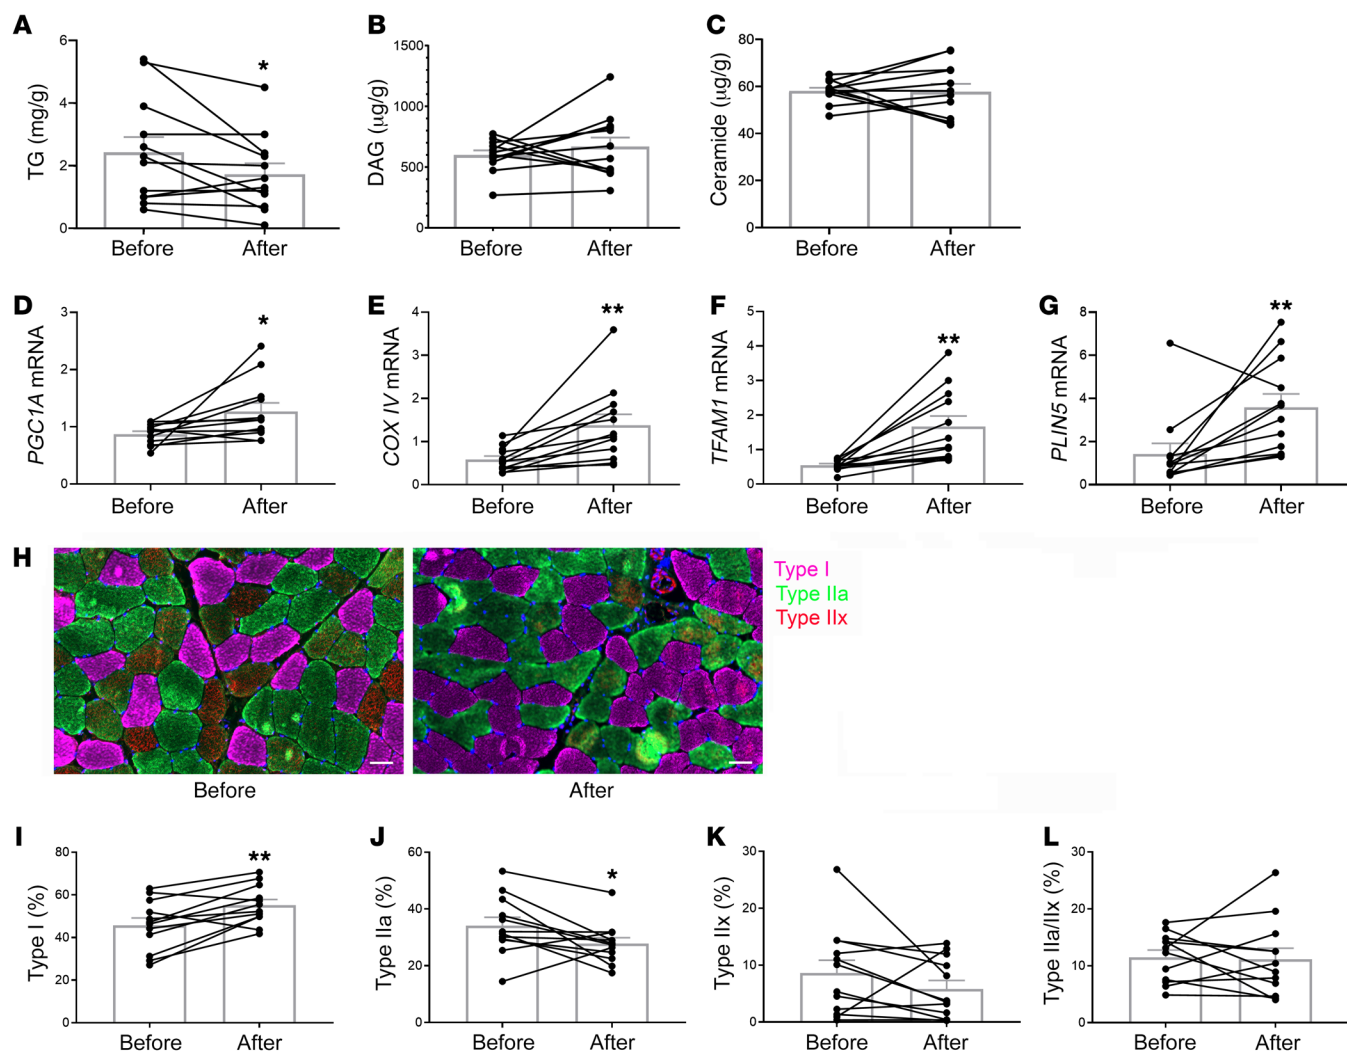 A
TG (mg/g)
6
4
2
0
*
Before
After
B
DAG (µg/g)
1500
1000
500
0
Before
After
C
Ceramide (µg/g)
80
60
40
20
0
Before
After
D
PGC1A mRNA
3
2
1
0
*
Before
After
E
COX IV mRNA
4
3
2
1
0
**
Before
After
F
TFAM1 mRNA
5
4
3
2
1
0
**
Before
After
G
PLIN5 mRNA
8
6
4
2
0
**
Before
After
H
Type I
Type IIa
Type IIx
Before
After
I
Type I (%)
80
60
40
20
0
**
Before
After
J
Type IIa (%)
60
40
20
0
*
Before
After
K
Type IIx (%)
30
20
10
0
Before
After
L
Type IIa/IIx (%)
30
20
10
0
Before
After